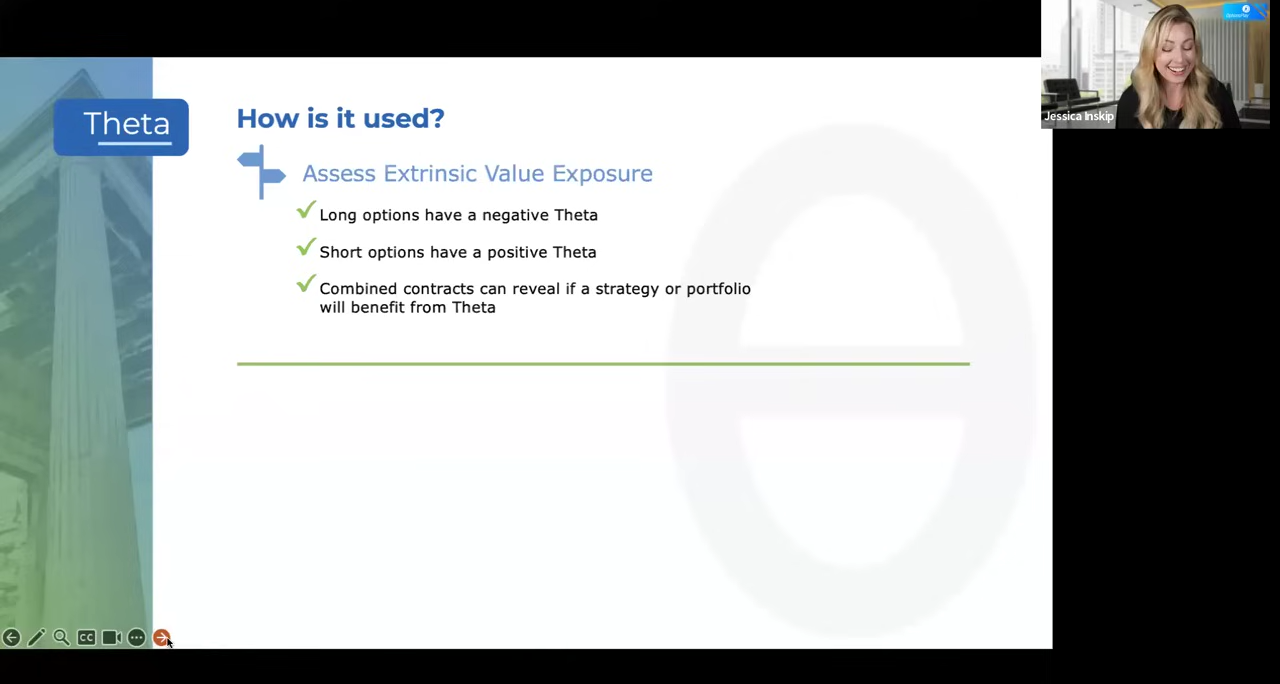 Jessica Inskip
Theta
How is it used?
Assess Extrinsic Value Exposure
Long options have a negative Theta
Short options have a positive Theta
Combined contracts can reveal if a strategy or portfolio
will benefit from Theta
CC